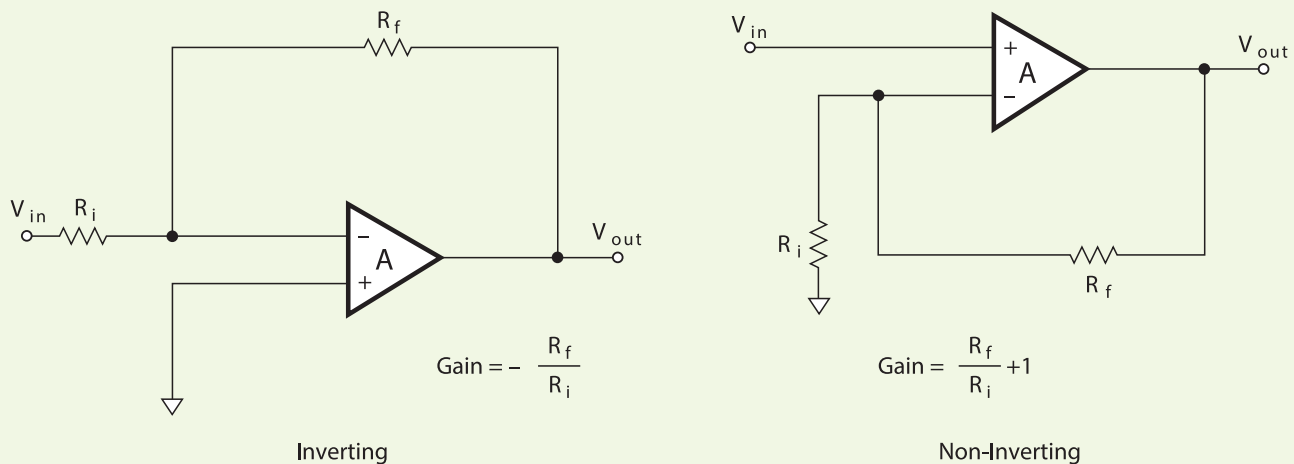 R f
V in
R i
−
A
+
V out
Gain = − R f
R i
Inverting
V in
+
A
−
V out
R i
R f
Gain = R f +1
R i
Non-Inverting